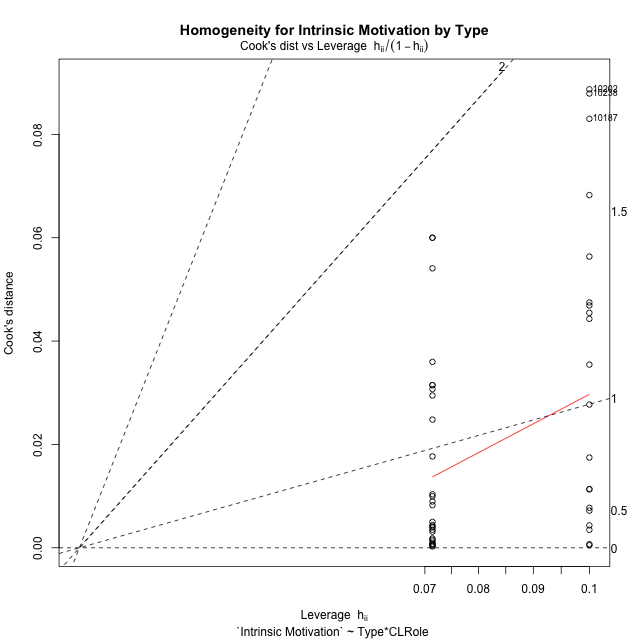 Homogeneity for Intrinsic Motivation by Type
Cook's dist vs Leverage hii/(1 − hii)
2
10187
0.08
1.5
0.06
Cook's distance
0.04
1
0.02
0.5
0.00
0
0.07 0.08 0.09 0.1
Leverage hii
`Intrinsic Motivation` ~ Type*CLRole